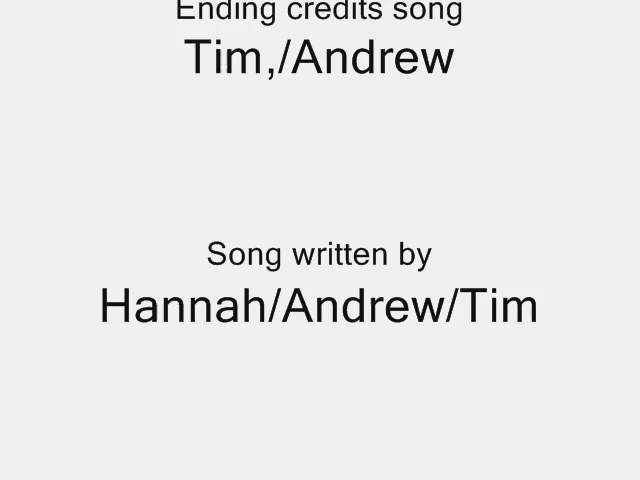 Ending credits song
Tim,/Andrew
Song written by
Hannah/Andrew/Tim